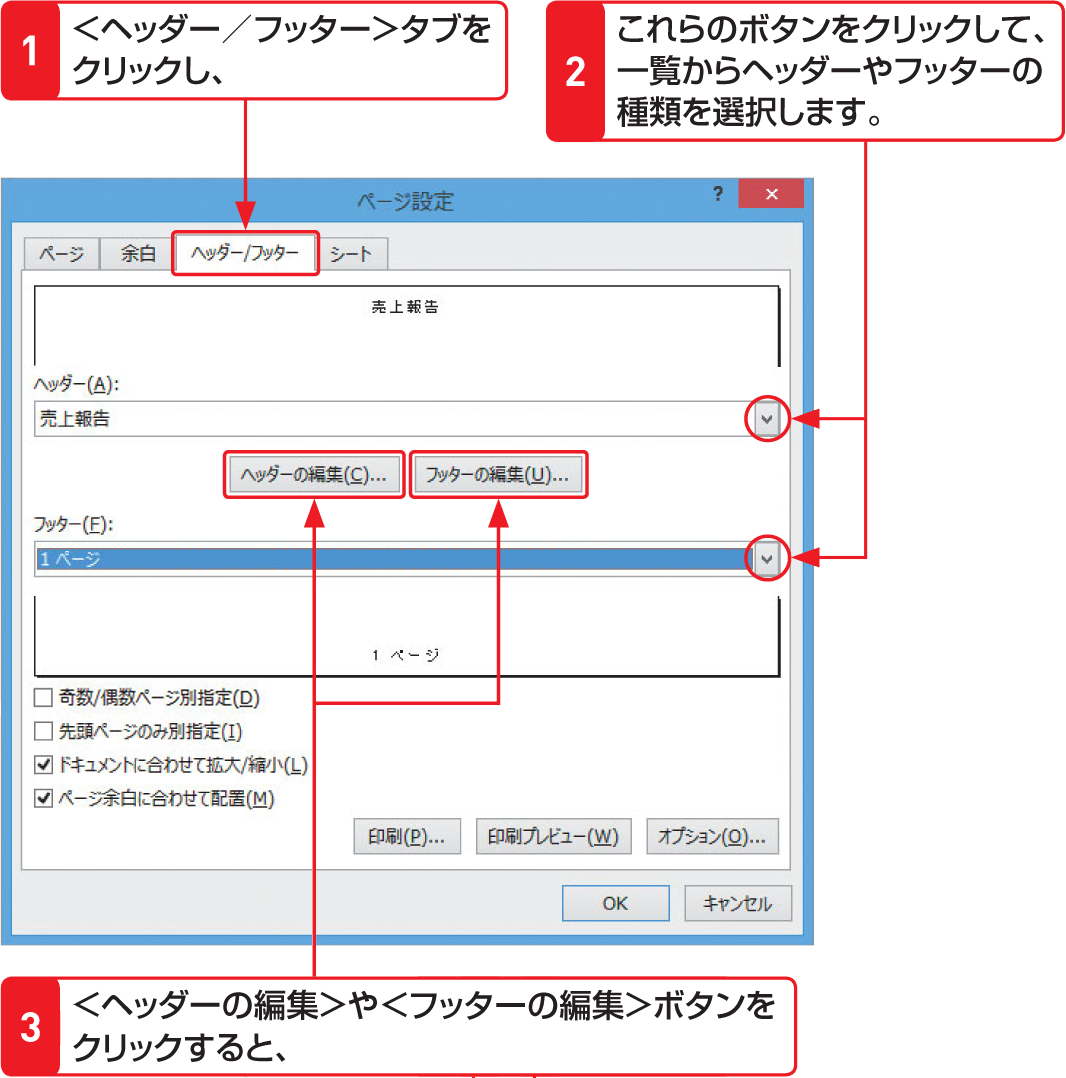 1
＜ヘッダー／フッター＞タブを
クリックし、
2
これらのボタンをクリックして、
一覧からヘッダーやフッターの
種類を選択します。
ページ設定
?
×
ページ 余白 ヘッダー/フッター シート
売上報告
ヘッダー(A):
売上報告
ヘッダーの編集(C)... フッターの編集(U)...
フッター(F):
1 ページ
1 ページ
奇数/偶数ページ別指定(D)
先頭ページのみ別指定(I)
ドキュメントに合わせて拡大/縮小(L)
ページ余白に合わせて配置(M)
印刷(P)... 印刷プレビュー(W) オプション(O)...
OK キャンセル
3
＜ヘッダーの編集＞や＜フッターの編集＞ボタンを
クリックすると、